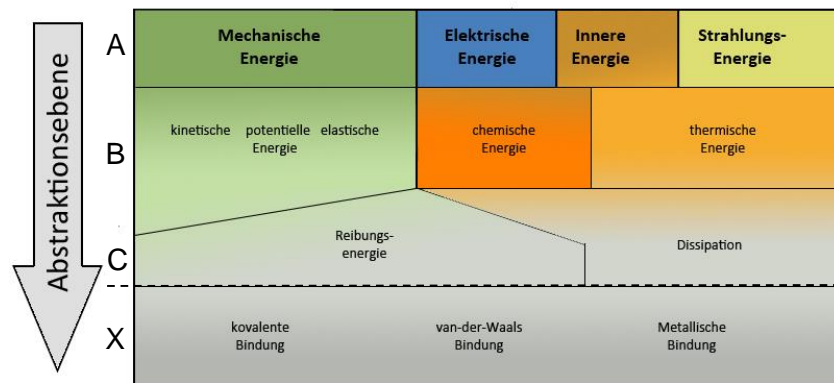 Abstraktionsebene
A
Mechanische
Energie
Elektrische
Energie
Innere
Energie
Strahlungs-
Energie
B
kinetische potentielle elastische
Energie
chemische
Energie
thermische
Energie
C
Reibungs-
energie
Dissipation
X
kovalente
Bindung
van-der-Waals
Bindung
Metallische
Bindung